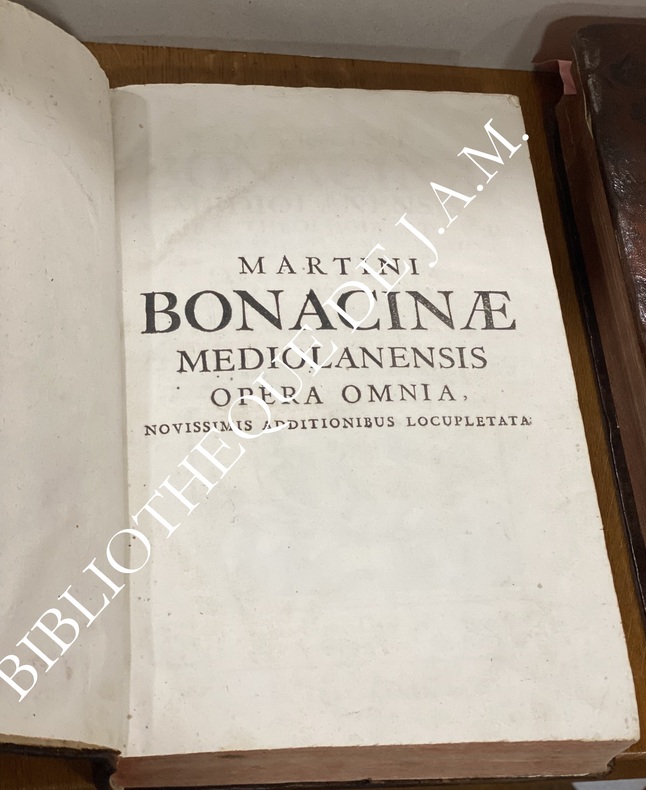 MARTINI
BONACINÆ
MEDIOLANENSIS
OPERA OMNIA,
NOVISSIMIS ADDITIONIBUS LOCUPLETATA:
BIBLIOTHEQUE DE J.A.M.